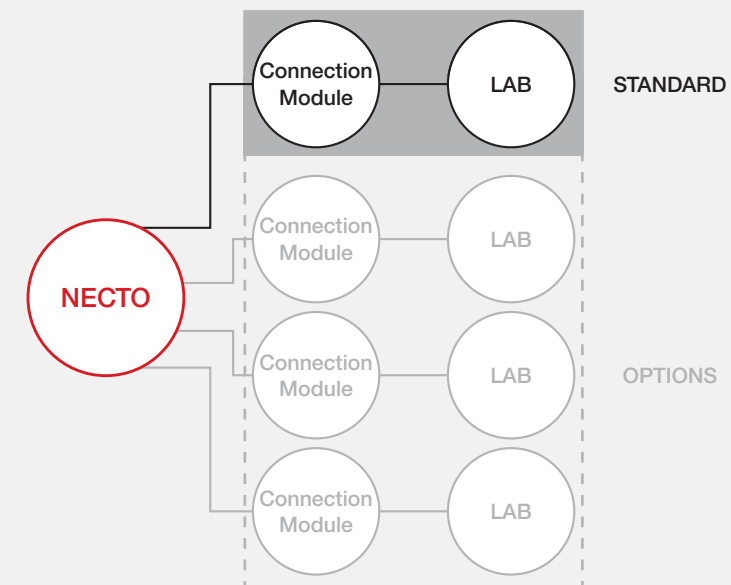 Connection
Module
LAB
STANDARD
Connection
Module
LAB
NECTO
Connection
Module
LAB
OPTIONS
Connection
Module
LAB